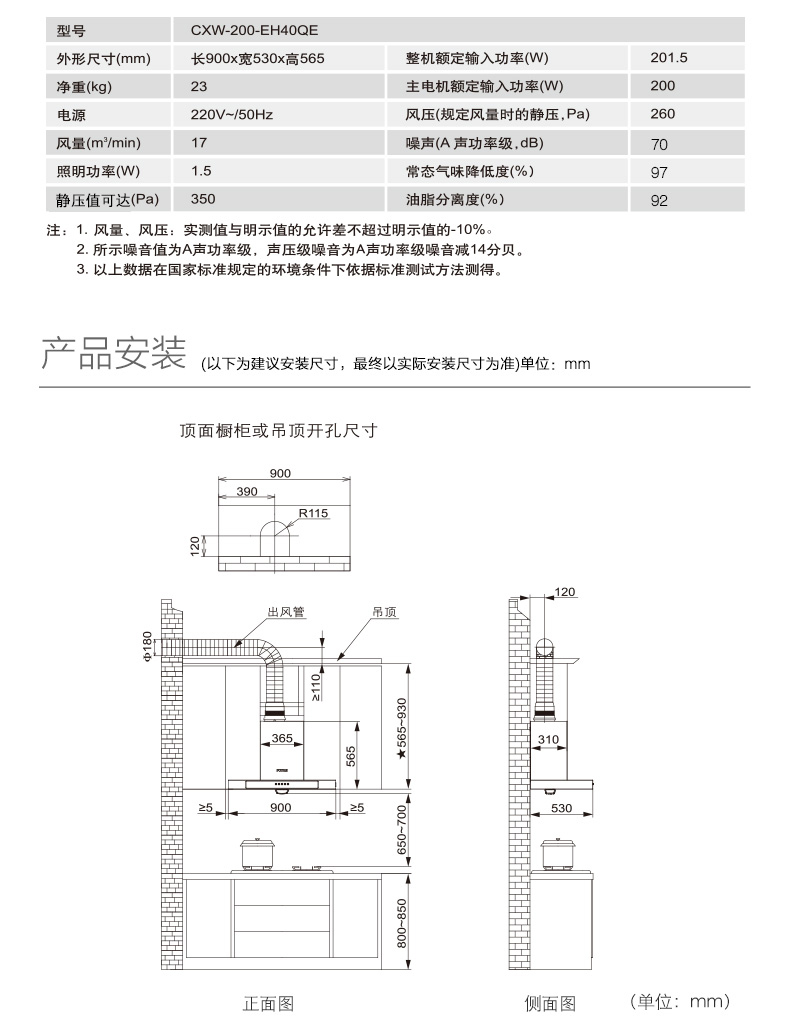 型号 CXW-200-EH40QE
外形尺寸(mm) 长900x宽530x高565 整机额定输入功率(W) 201.5
净重(kg) 23 主电机额定输入功率(W) 200
电源 220V~/50Hz 风压(规定风量时的静压,Pa) 260
风量(m³/min) 17 噪声(A 声功率级,dB) 70
照明功率(W) 1.5 常态气味降低度(%) 97
静压值可达(Pa) 350 油脂分离度(%) 92
注：1. 风量、风压：实测值与明示值的允许差不超过明示值的-10%。
2. 所示噪音值为A声功率级，声压级噪音为A声功率级噪音减14分贝。
3. 以上数据在国家标准规定的环境条件下依据标准测试方法测得。
产品安装 (以下为建议安装尺寸，最终以实际安装尺寸为准)单位：mm
顶面橱柜或吊顶开孔尺寸
900
390
R115
120
120
出风管 吊顶
Φ180
≥110
★565~930
365
565
310
≥5 900 ≥5
530
650~700
800~850
正面图 侧面图 （单位：mm）